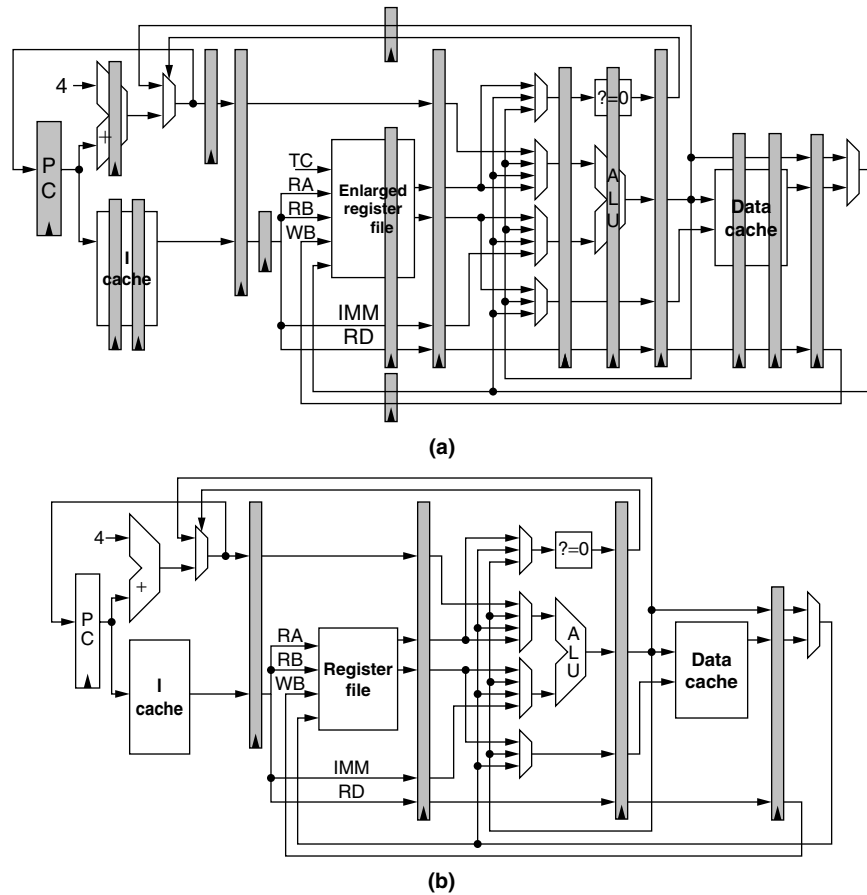 4
+
P
C
I
cache
TC
RA
RB
WB
Enlarged
register
file
IMM
RD
?=0
A
L
U
Data
cache
(a)
4
+
P
C
I
cache
RA
RB
WB
Register
file
IMM
RD
?=0
A
L
U
Data
cache
(b)